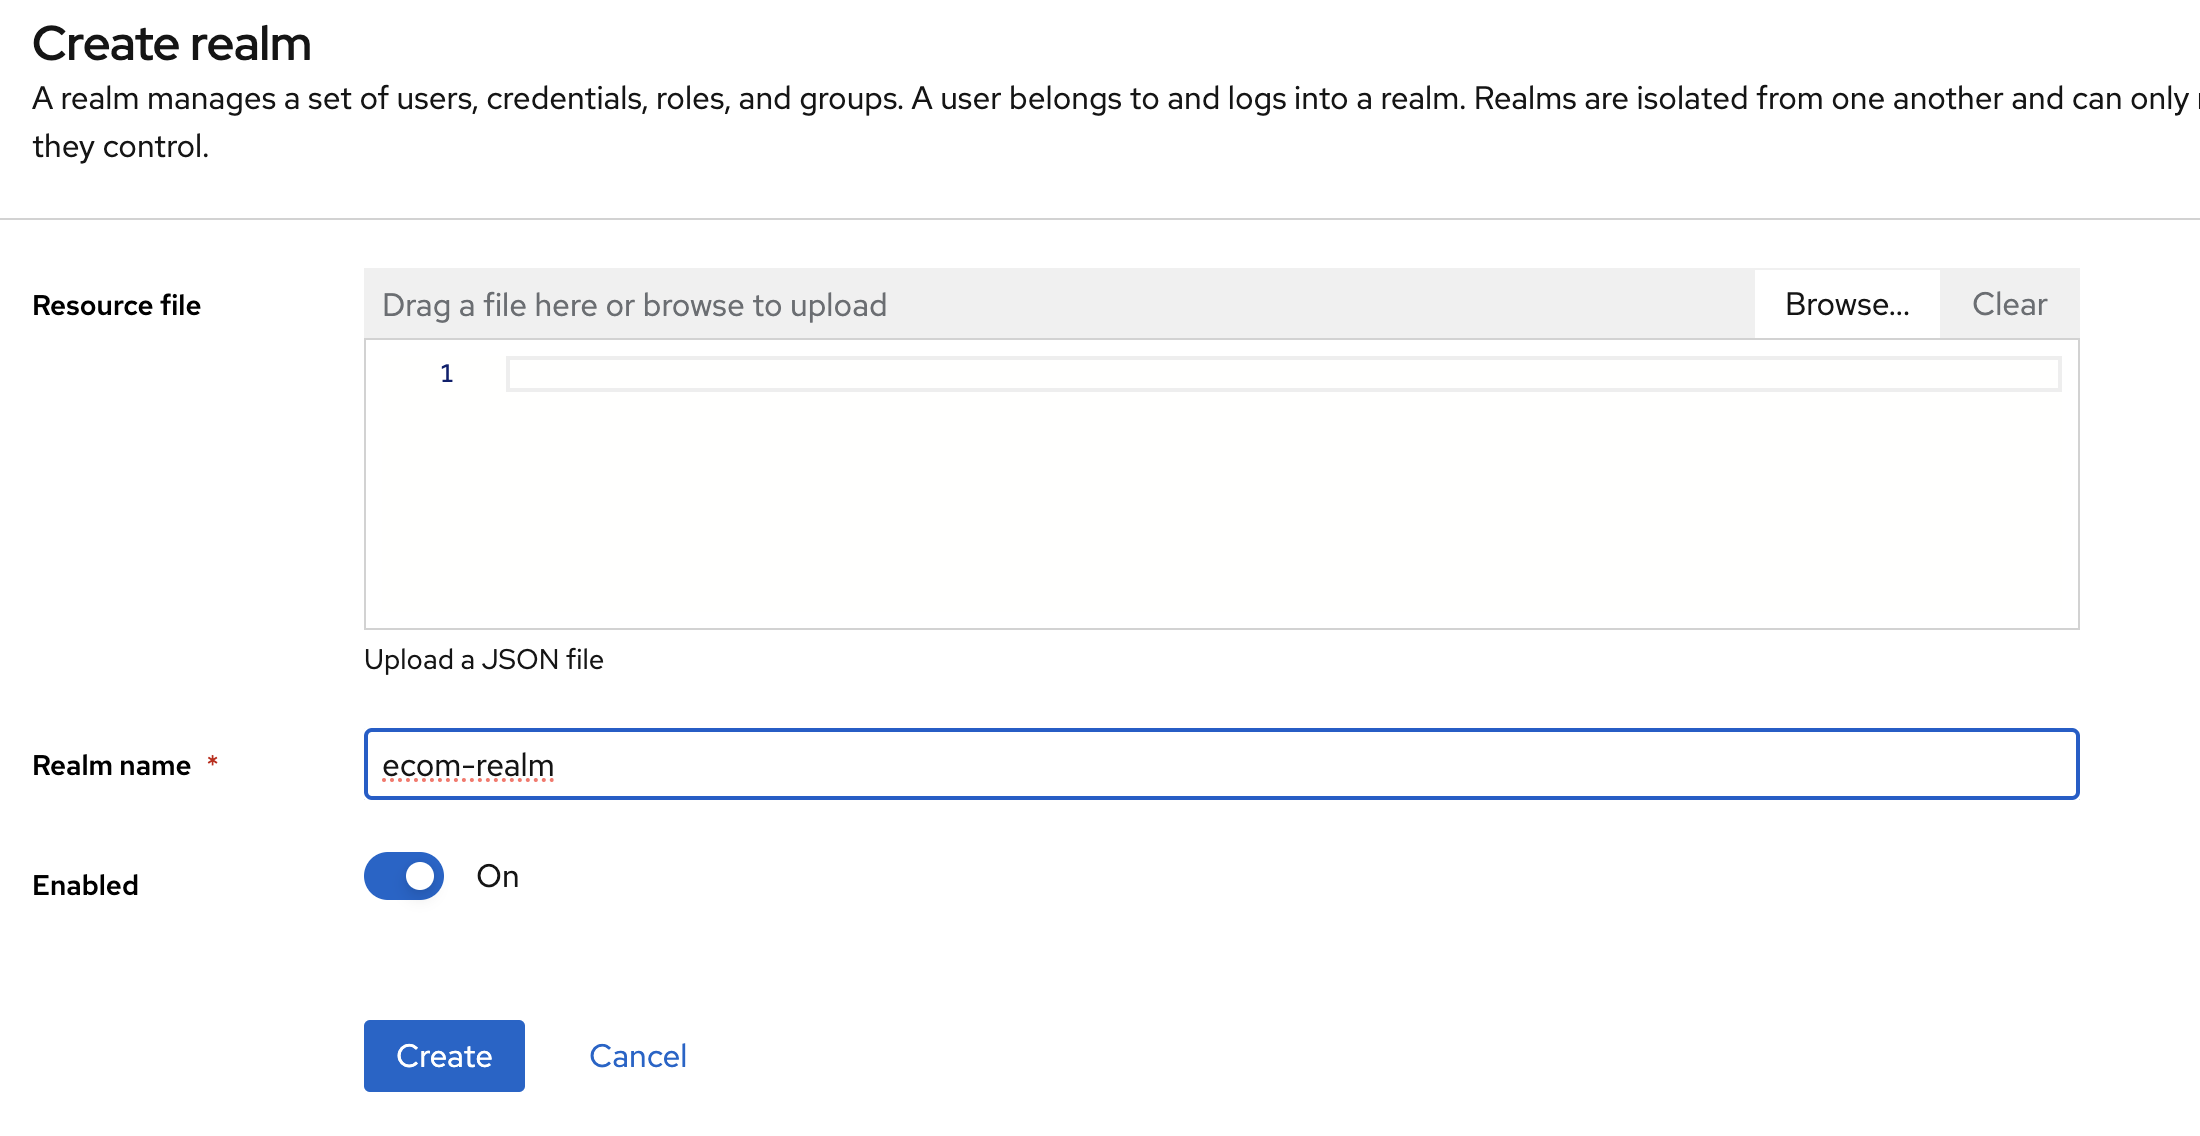 Create realm
A realm manages a set of users, credentials, roles, and groups. A user belongs to and logs into a realm. Realms are isolated from one another and can only
they control.
Resource file
Drag a file here or browse to upload
Browse...
Clear
1
Upload a JSON file
Realm name *
ecom-realm
Enabled
On
Create
Cancel